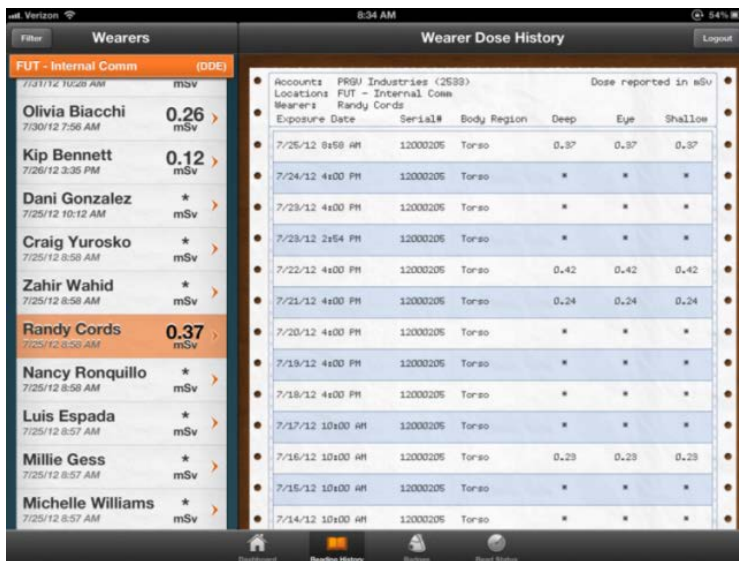 Verizon 8:34 AM 54%
Filter Wearers Wearer Dose History Logout
FUT - Internal Comm (DDE)
7/31/12 10:28 AM mSv
Olivia Biacchi 0.26
7/30/12 7:56 AM mSv
Kip Bennett 0.12
7/26/12 3:35 PM mSv
Dani Gonzalez *
7/25/12 10:12 AM mSv
Craig Yurosko *
7/25/12 8:58 AM mSv
Zahir Wahid *
7/25/12 8:58 AM mSv
Randy Cords 0.37
7/25/12 8:58 AM mSv
Nancy Ronquillo *
7/25/12 8:58 AM mSv
Luis Espada *
7/25/12 8:57 AM mSv
Millie Gess *
7/25/12 8:57 AM mSv
Michelle Williams *
7/25/12 8:57 AM mSv
Account: PRGV Industries (2533) Dose reported in mSv
Location: FUT - Internal Comm
Wearer: Randy Cords
Exposure Date Serial# Body Region Deep Eye Shallow
7/25/12 8:58 AM 12000205 Torso 0.37 0.37 0.37
7/24/12 4:00 PM 12000205 Torso * * *
7/23/12 4:00 PM 12000205 Torso * * *
7/23/12 2:54 PM 12000205 Torso * * *
7/22/12 4:00 PM 12000205 Torso 0.42 0.42 0.42
7/21/12 4:00 PM 12000205 Torso 0.24 0.24 0.24
7/20/12 4:00 PM 12000205 Torso * * *
7/19/12 4:00 PM 12000205 Torso * * *
7/18/12 4:00 PM 12000205 Torso * * *
7/17/12 10:00 AM 12000205 Torso * * *
7/16/12 10:00 AM 12000205 Torso 0.23 0.23 0.23
7/15/12 10:00 AM 12000205 Torso * * *
7/14/12 10:00 AM 12000205 Torso * * *
Dashboard Reading History Read Status